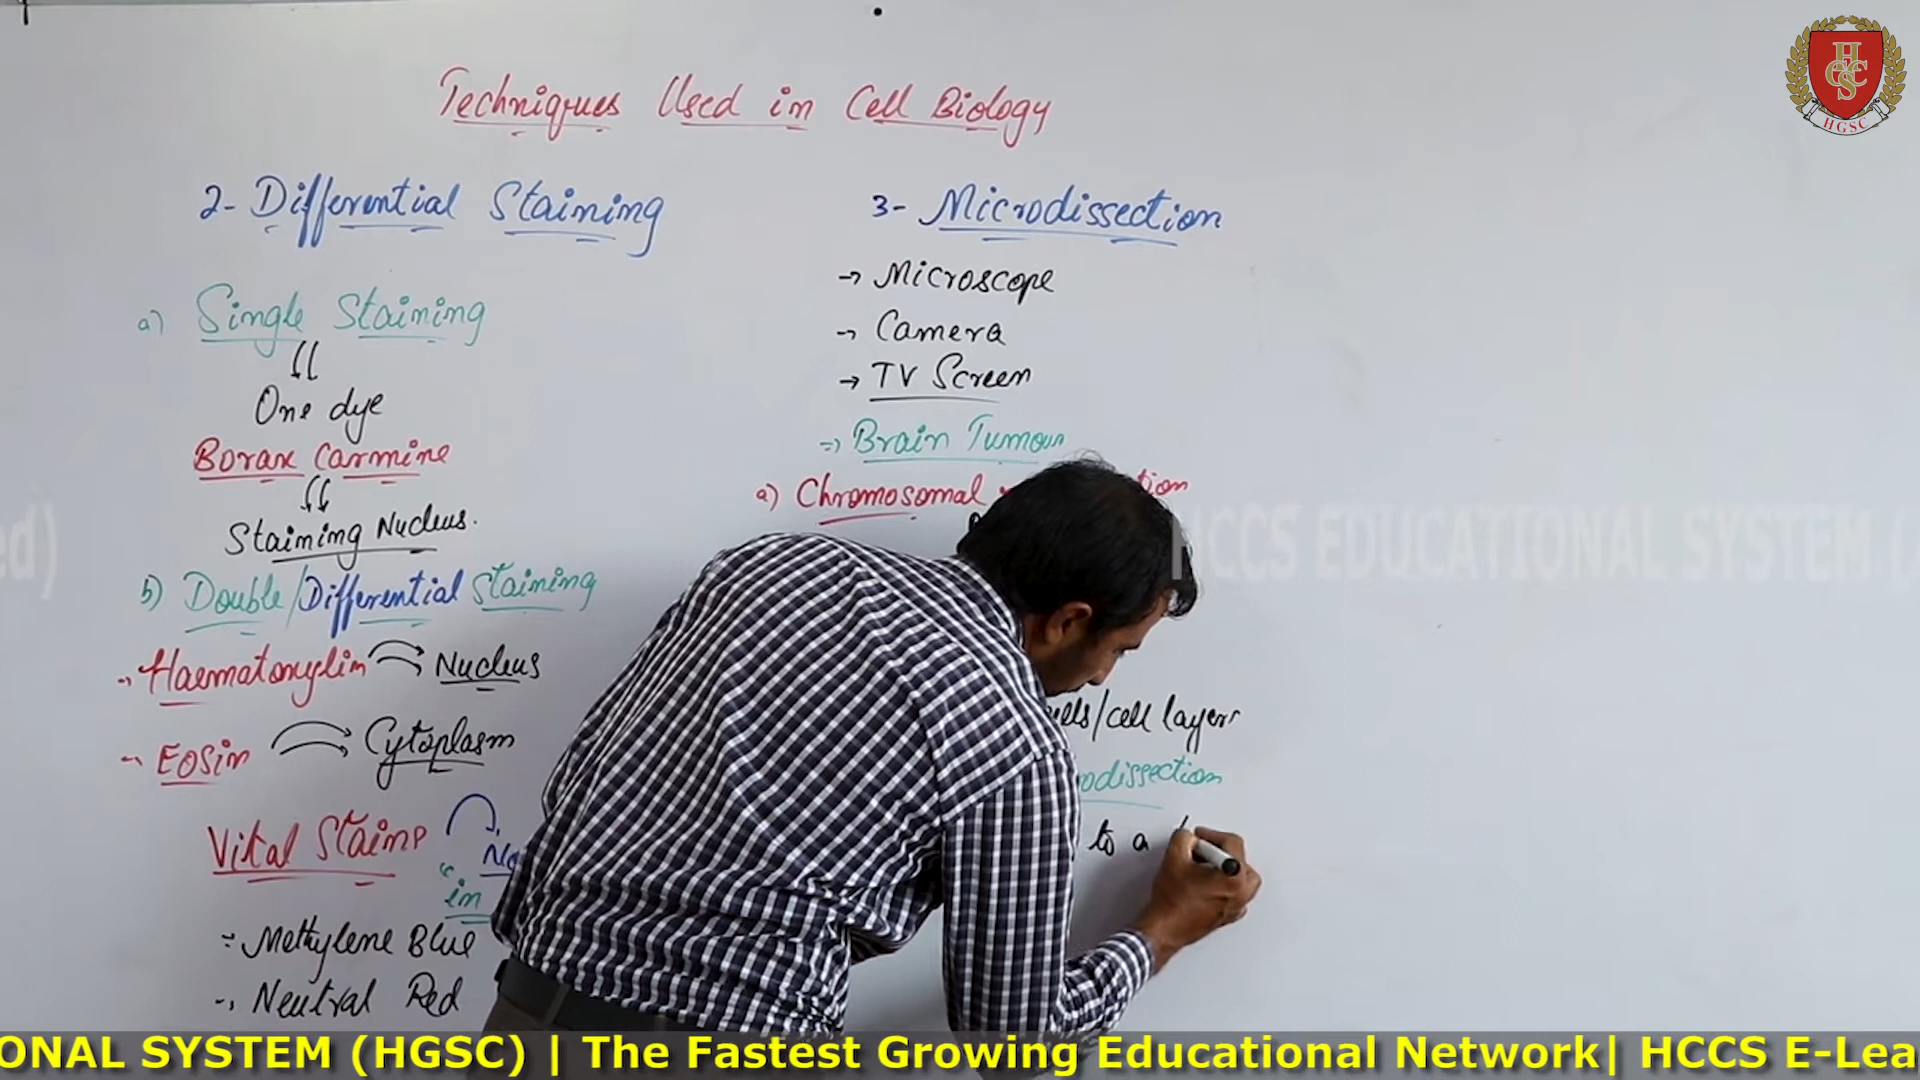 Techniques Used in Cell Biology
2- Differential Staining
a) Single Staining
One dye
Borax Carmine
Staining Nucleus.
b) Double/Differential Staining
Haematoxylin → Nucleus
Eosin → Cytoplasm
Vital Stains
"in
Methylene Blue
Neutral Red
3- Microdissection
→ Microscope
→ Camera
→ TV Screen
⇒ Brain Tumour
a) Chromosomal
/cell layers
to a
HGSC
HCCS EDUCATIONAL SYSTEM (
ed)
ONAL SYSTEM (HGSC) | The Fastest Growing Educational Network| HCCS E-Lea